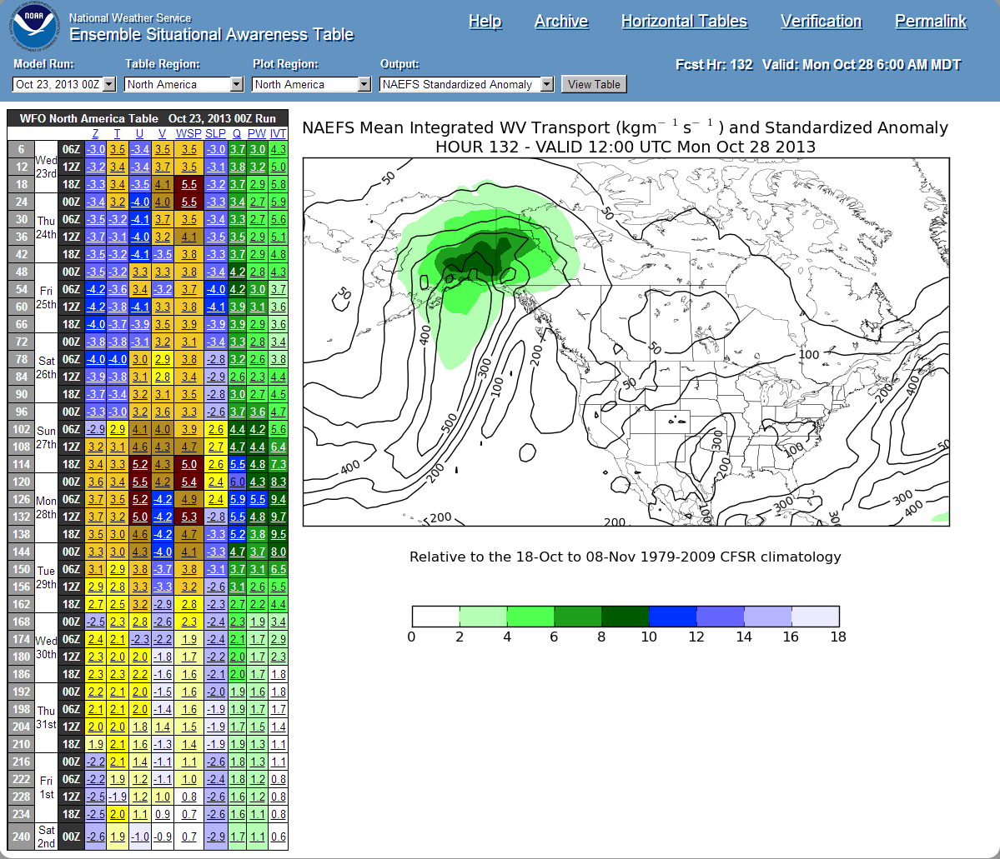 NOAA
National Weather Service
Ensemble Situational Awareness Table
Help Archive Horizontal Tables Verification Permalink
Model Run: Table Region: Plot Region: Output:
Fcst Hr: 132 Valid: Mon Oct 28 6:00 AM MDT
Oct 23, 2013 00Z North America North America NAEFS Standardized Anomaly View Table
WFO North America Table Oct 23, 2013 00Z Run
Z T U V WSP SLP Q PW IVT
6 06Z -3.0 3.5 -3.4 3.5 3.5 -3.0 3.7 3.0 4.3
Wed
12 12Z -3.2 3.4 -3.4 3.7 3.5 -3.1 3.8 3.2 5.0
23rd
18 18Z -3.3 3.4 -3.5 4.1 5.5 -3.2 3.7 2.9 5.8
24 00Z -3.4 3.2 -4.0 4.0 5.5 -3.3 3.4 2.7 5.9
30 Thu 06Z -3.5 -3.2 -4.1 3.7 3.5 -3.4 3.3 2.7 5.6
36 24th 12Z -3.7 -3.1 -4.0 3.2 4.1 -3.5 3.5 2.9 5.1
42 18Z -3.5 -3.2 -4.1 -3.5 3.8 -3.3 3.7 2.9 4.8
48 00Z -3.5 -3.2 3.3 3.3 3.8 -3.4 4.2 2.8 4.3
54 Fri 06Z -4.2 -3.6 3.4 -3.2 3.7 -4.0 4.2 3.0 3.7
60 25th 12Z -4.2 -3.8 -4.1 3.3 3.8 -4.1 3.9 3.1 3.6
66 18Z -4.0 -3.7 -3.9 3.5 3.9 -3.9 3.9 2.9 3.6
72 00Z -3.8 -3.8 -3.1 3.2 3.1 -3.4 3.3 2.8 3.4
78 Sat 06Z -4.0 -4.0 3.0 2.9 3.8 -2.8 3.2 2.6 3.8
84 26th 12Z -3.9 -3.8 3.1 2.8 3.4 -2.9 2.6 2.3 4.4
90 18Z -3.7 -3.4 3.2 3.1 3.5 -2.8 3.0 2.7 4.5
96 00Z -3.3 -3.0 3.2 3.6 3.3 -2.6 3.7 3.6 4.7
102 Sun 06Z -2.9 2.9 4.1 4.0 3.9 2.6 4.4 4.2 5.6
108 27th 12Z 3.2 3.1 4.6 4.3 4.7 2.7 4.7 4.4 6.4
114 18Z 3.4 3.3 5.2 4.3 5.0 2.6 5.5 4.8 7.3
120 00Z 3.6 3.4 5.5 4.2 5.4 2.4 6.0 4.3 8.3
126 Mon 06Z 3.7 3.5 5.2 -4.2 4.9 2.4 5.9 5.5 9.4
132 28th 12Z 3.7 3.2 5.0 -4.2 5.3 -2.8 5.5 4.8 9.7
138 18Z 3.5 3.0 4.6 -4.2 4.7 -3.3 5.2 3.8 9.5
144 00Z 3.3 3.0 4.3 -4.0 4.1 -3.3 4.7 3.7 8.0
150 Tue 06Z 3.1 2.9 3.8 -3.7 3.8 -3.1 3.7 3.1 6.5
156 29th 12Z 2.9 2.8 3.3 -3.3 3.2 -2.6 3.1 2.6 5.5
162 18Z 2.7 2.5 3.2 -2.9 2.8 -2.3 2.7 2.2 4.4
168 00Z -2.5 2.3 2.8 -2.6 2.3 -2.4 2.3 1.9 3.4
174 Wed 06Z 2.4 2.1 -2.3 -2.2 1.9 -2.4 2.1 1.7 2.9
180 30th 12Z 2.3 2.0 2.0 -1.8 1.7 -2.2 2.0 1.7 2.3
186 18Z 2.3 2.3 2.2 -1.6 1.6 -2.1 2.0 1.7 1.8
192 00Z 2.2 2.1 2.0 -1.5 1.6 -2.0 1.9 1.6 1.8
198 Thu 06Z 2.1 2.1 2.0 -1.4 1.6 -1.9 1.9 1.7 1.7
204 31st 12Z 2.0 2.0 1.8 1.4 1.5 -1.9 1.7 1.5 1.4
210 18Z 1.9 2.1 1.6 -1.3 1.4 -1.9 1.9 1.3 1.1
216 00Z -2.2 2.1 1.4 -1.1 1.1 -2.6 1.8 1.3 1.1
222 Fri 06Z -2.2 1.9 1.2 -1.1 1.0 -2.4 1.8 1.2 0.8
228 1st 12Z -2.5 -1.9 1.2 1.0 0.8 -2.6 1.6 1.2 0.8
234 18Z -2.5 2.0 1.1 0.9 0.7 -2.6 1.6 1.1 0.8
Sat
240 00Z -2.6 1.9 -1.0 -0.9 0.7 -2.9 1.7 1.1 0.6
2nd
NAEFS Mean Integrated WV Transport (kgm⁻¹s⁻¹) and Standardized Anomaly
HOUR 132 - VALID 12:00 UTC Mon Oct 28 2013
50
50
50
400
50
200
100
300
50
100
200
400
500
300
50
100
400
200
200
300
300
400
100
200
200
300
Relative to the 18-Oct to 08-Nov 1979-2009 CFSR climatology
0 2 4 6 8 10 12 14 16 18